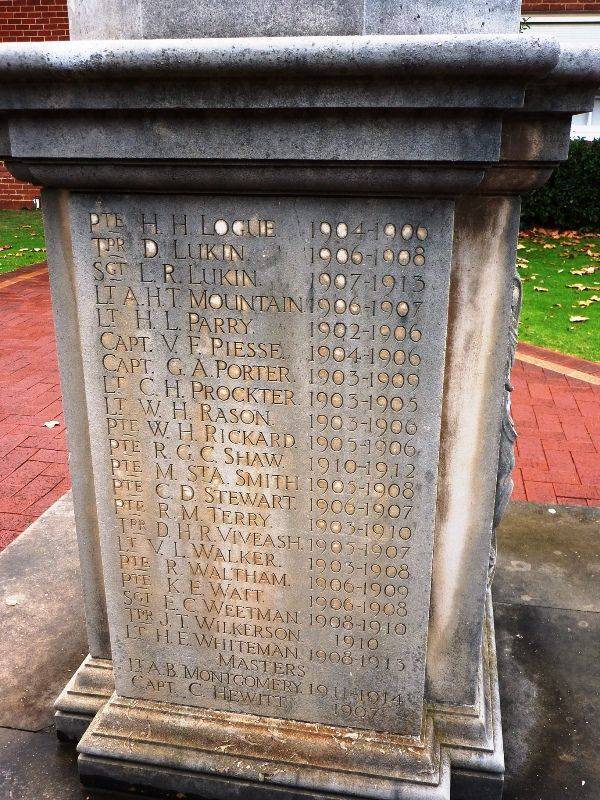 PTE H. H. LOGUE 1904-1906
TPR D. LUKIN 1906-1908
SGT L. R. LUKIN 1907-1913
LT A. H. T MOUNTAIN 1906-1907
LT H. L. PARRY 1902-1906
CAPT. V. F. PIESSE 1904-1906
CAPT. G. A. PORTER 1903-1909
LT C. H. PROCKTER 1903-1905
LT W. H. RASON 1903-1906
PTE W. H. RICKARD 1905-1906
PTE R. G. C. SHAW 1910-1912
PTE M. STA. SMITH 1905-1908
PTE C. D. STEWART 1906-1907
PTE R. M. TERRY 1903-1910
TPR D. H. R. VIVEASH 1905-1907
LT V. L. WALKER 1903-1908
PTE R. WALTHAM 1906-1909
PTE K. E. WATT 1906-1908
SGT E. C. WEETMAN 1908-1910
TPR J. T. WILKERSON 1910
LT H. E. WHITEMAN 1908-1913
MASTERS
LT A. B. MONTGOMERY 1911-1914
CAPT. C. HEWITT 1907